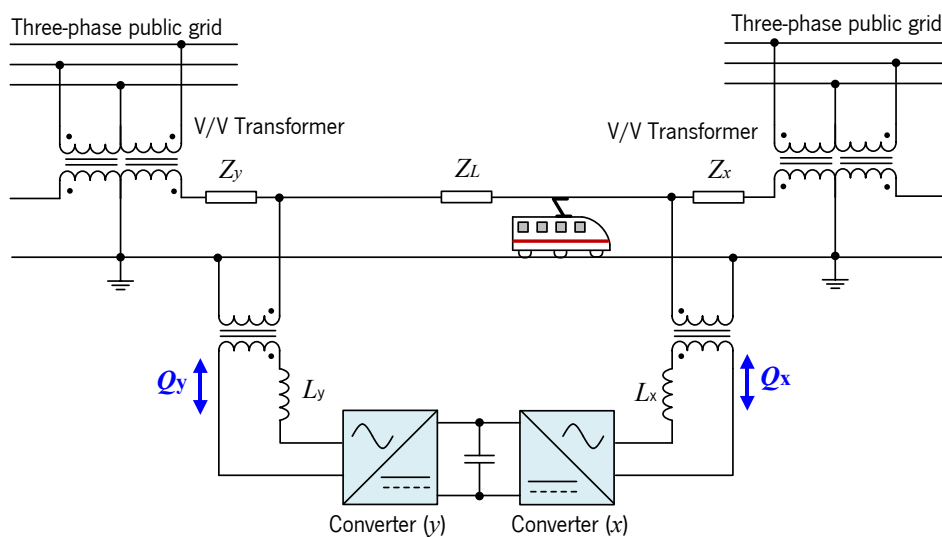 Three-phase public grid
Three-phase public grid
V/V Transformer
V/V Transformer
Zy
ZL
Zx
Qy
Ly
Lx
Qx
Converter (y)
Converter (x)